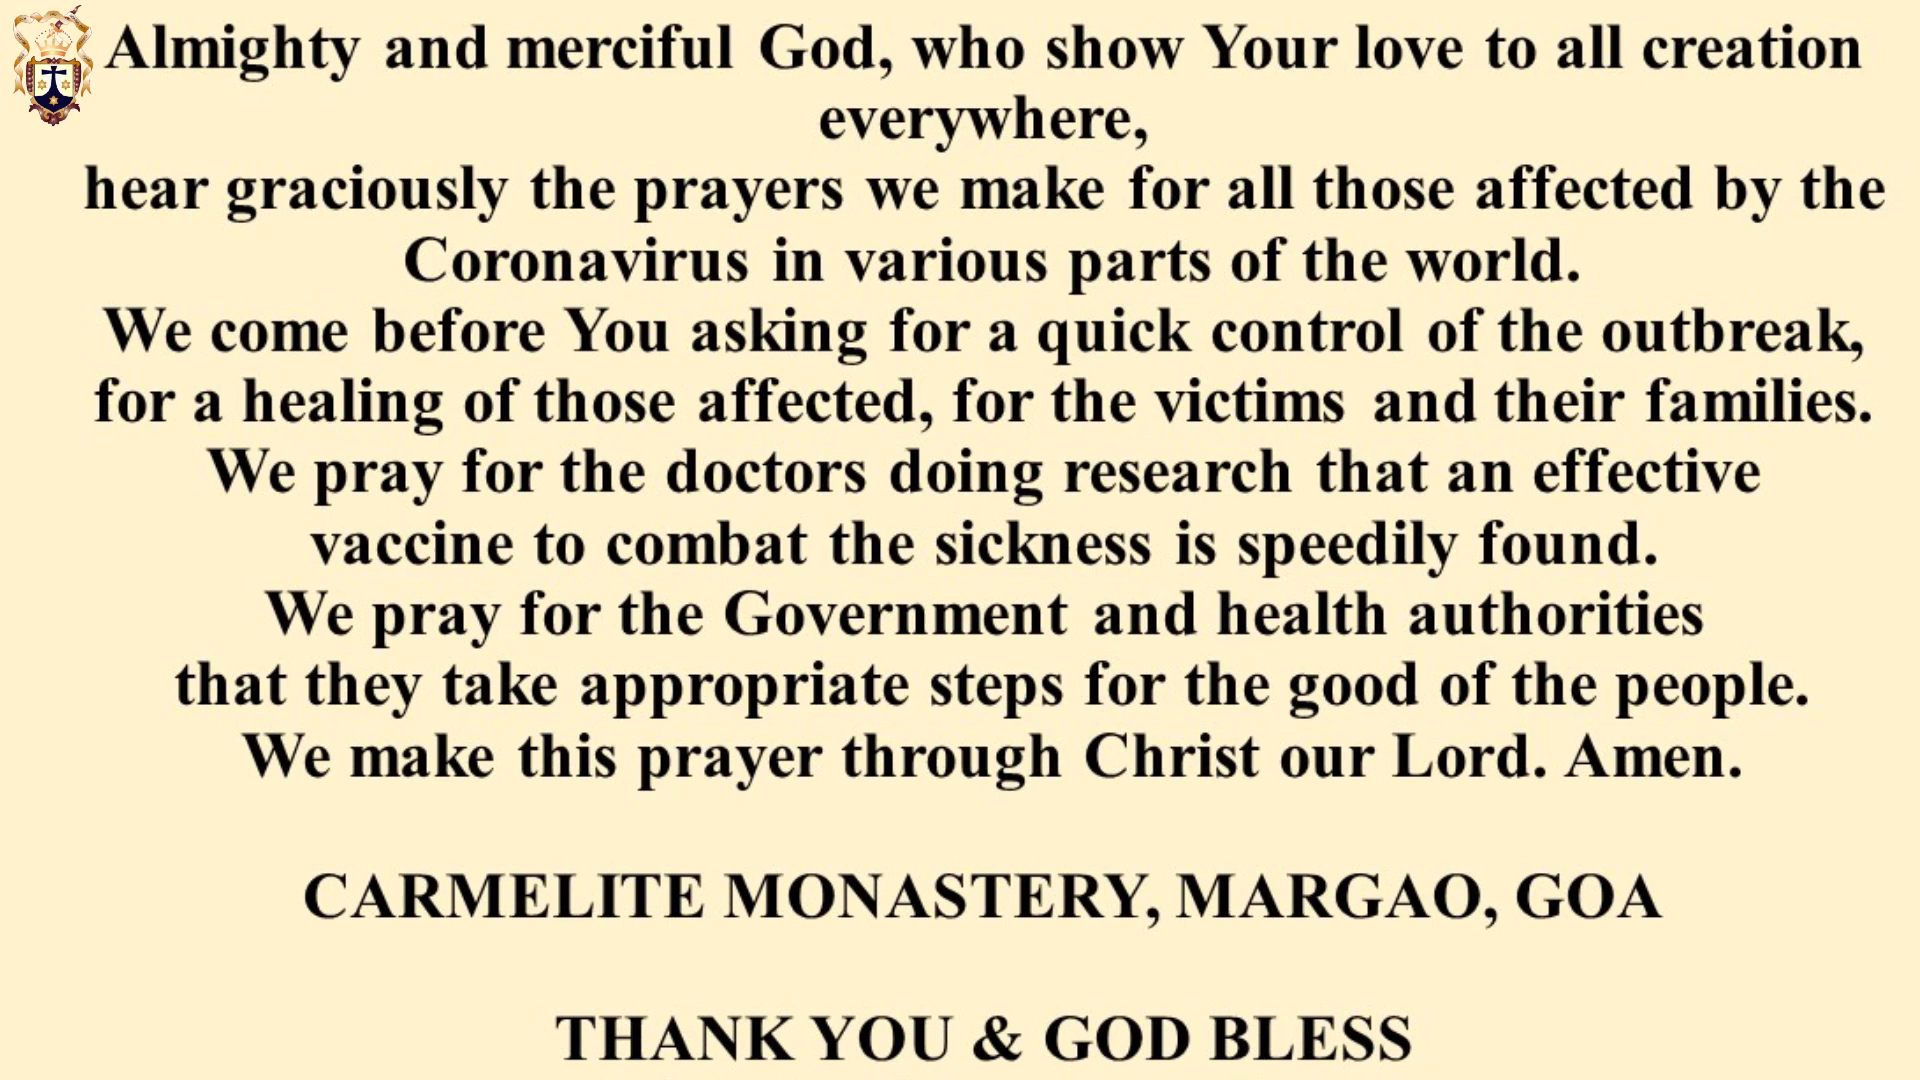 Almighty and merciful God, who show Your love to all creation
everywhere,
hear graciously the prayers we make for all those affected by the
Coronavirus in various parts of the world.
We come before You asking for a quick control of the outbreak,
for a healing of those affected, for the victims and their families.
We pray for the doctors doing research that an effective
vaccine to combat the sickness is speedily found.
We pray for the Government and health authorities
that they take appropriate steps for the good of the people.
We make this prayer through Christ our Lord. Amen.
CARMELITE MONASTERY, MARGAO, GOA
THANK YOU & GOD BLESS